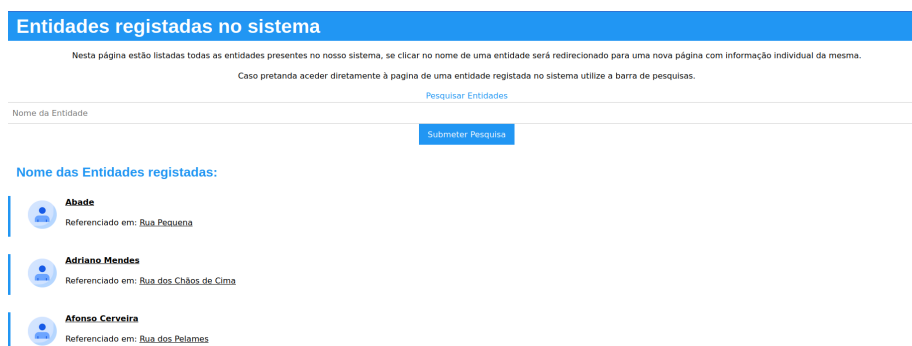 Entidades registadas no sistema
Nesta página estão listadas todas as entidades presentes no nosso sistema, se clicar no nome de uma entidade será redirecionado para uma nova página com informação individual da mesma.
Caso pretanda aceder diretamente à pagina de uma entidade registada no sistema utilize a barra de pesquisas.
Pesquisar Entidades
Nome da Entidade
Submeter Pesquisa
Nome das Entidades registadas:
Abade
Referenciado em: Rua Pequena
Adriano Mendes
Referenciado em: Rua dos Chãos de Cima
Afonso Cerveira
Referenciado em: Rua dos Pelames